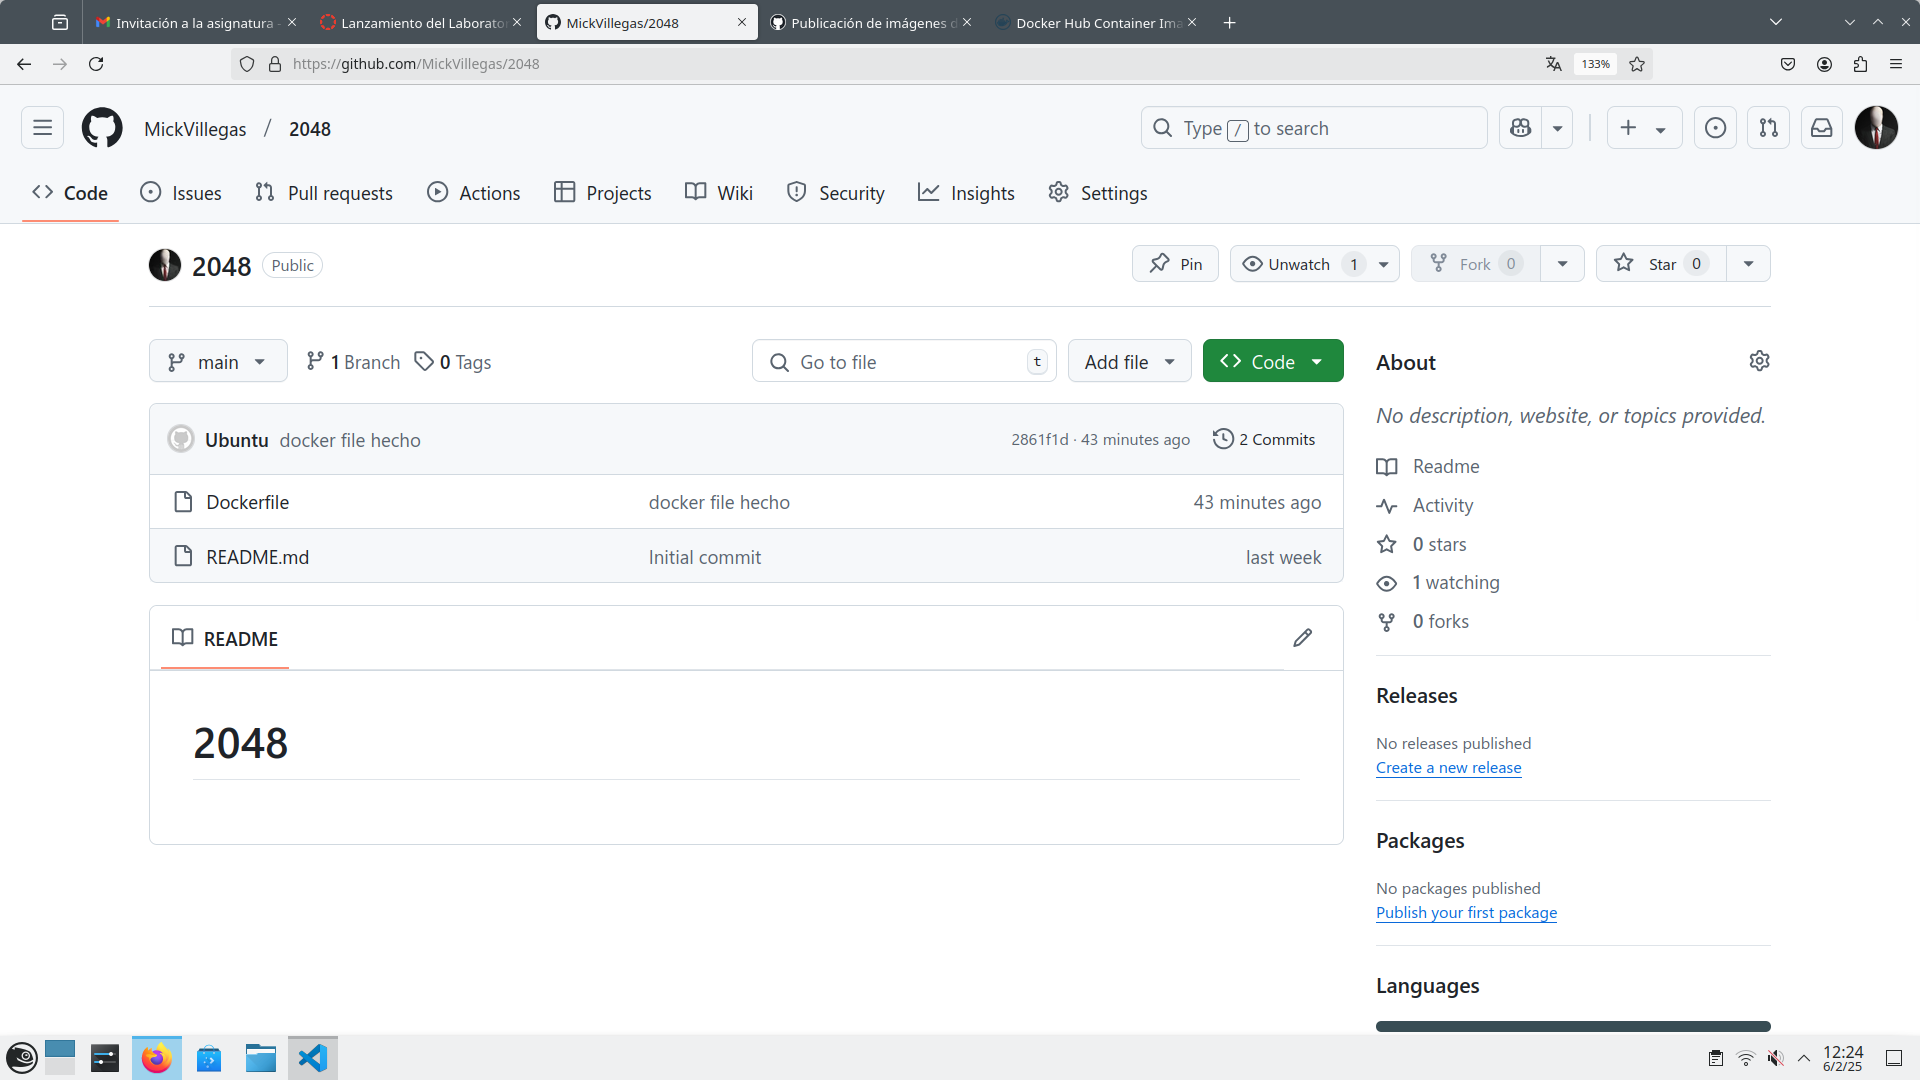 Invitación a la asignatura -
Lanzamiento del Laborator
MickVillegas/2048
Publicación de imágenes d
Docker Hub Container Ima
https://github.com/MickVillegas/2048
133%
MickVillegas / 2048
Type / to search
Code
Issues
Pull requests
Actions
Projects
Wiki
Security
Insights
Settings
2048 Public
Pin
Unwatch 1
Fork 0
Star 0
main
1 Branch
0 Tags
Go to file t
Add file
Code
Ubuntu docker file hecho
2861f1d · 43 minutes ago
2 Commits
Dockerfile docker file hecho 43 minutes ago
README.md Initial commit last week
README
2048
About
No description, website, or topics provided.
Readme
Activity
0 stars
1 watching
0 forks
Releases
No releases published
Create a new release
Packages
No packages published
Publish your first package
Languages
12:24
6/2/25